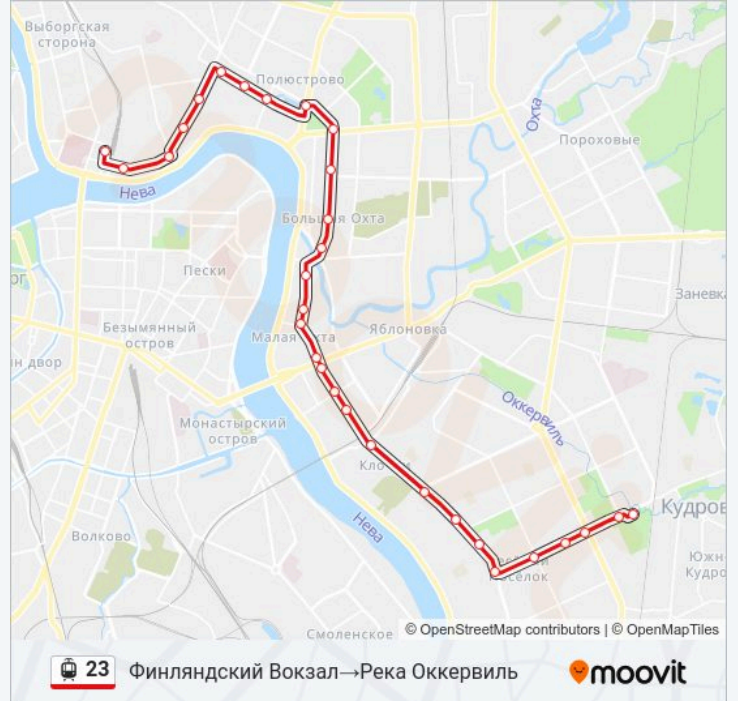 Выборгская
сторона
Полюстрово
Охта
Пороховые
Нева
Большая Охта
Пески
Заневка
Безымянный
остров
Малая Охта
Яблоновка
н двор
Оккервиль
Монастырский
остров
Нева
Кудров
Волково
Южн
Кудро
Смоленское
© OpenStreetMap contributors | © OpenMapTiles
23 Финляндский Вокзал→Река Оккервиль
moovit